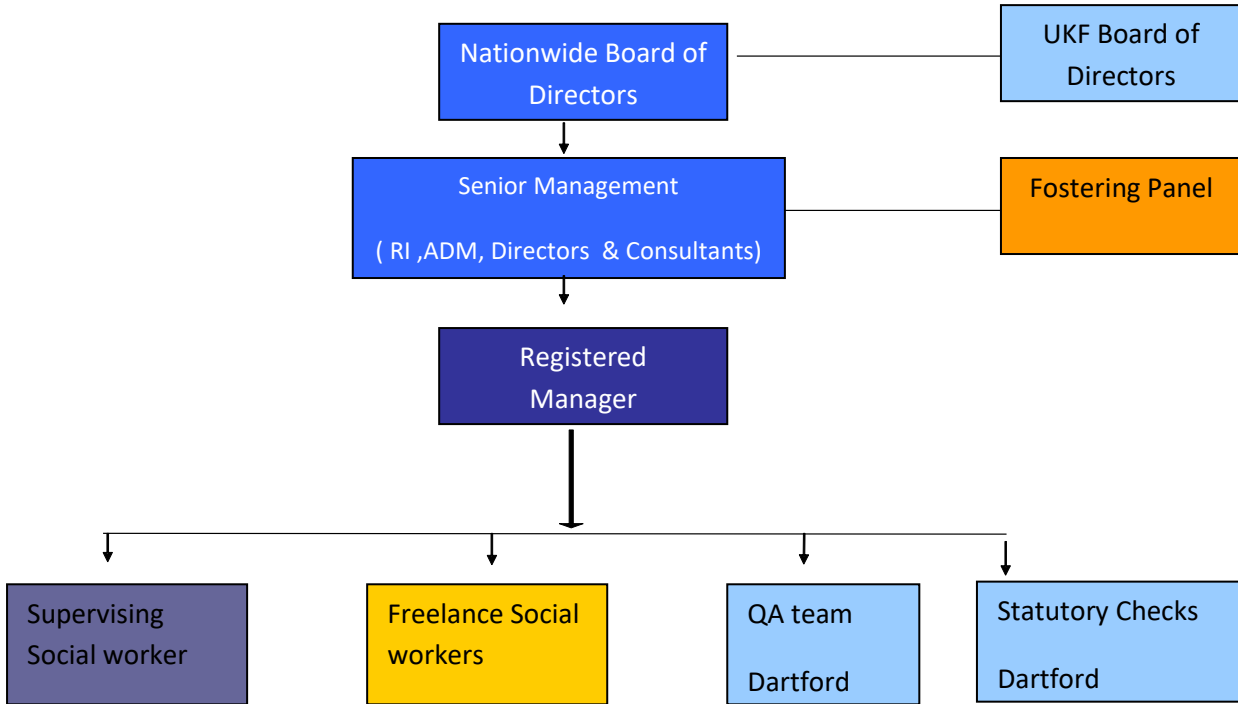 Nationwide Board of
Directors
UKF Board of
Directors
Senior Management
( RI ,ADM, Directors & Consultants)
Fostering Panel
Registered
Manager
Supervising
Social worker
Freelance Social
workers
QA team
Dartford
Statutory Checks
Dartford